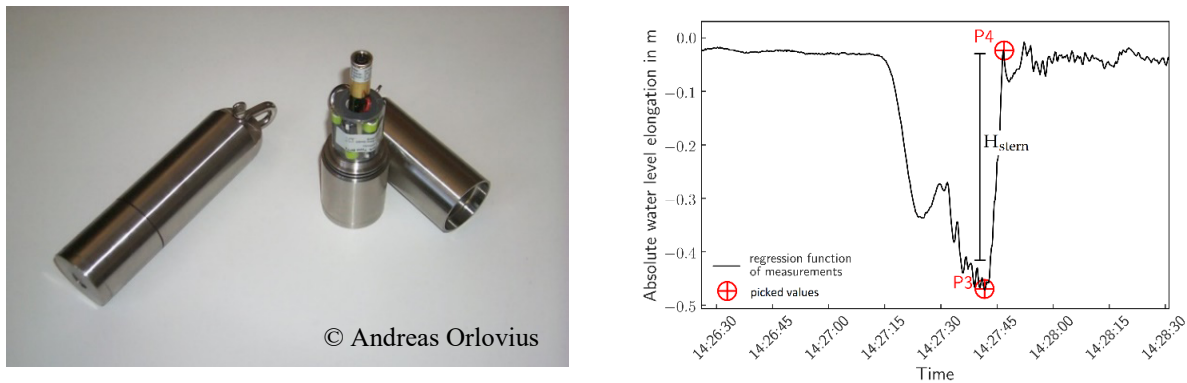 © Andreas Orlovius
Absolute water level elongation in m
0.0
−0.1
−0.2
−0.3
−0.4
−0.5
P4
H_stern
P3
regression function
of measurements
picked values
14:26:30
14:26:45
14:27:00
14:27:15
14:27:30
14:27:45
14:28:00
14:28:15
14:28:30
Time